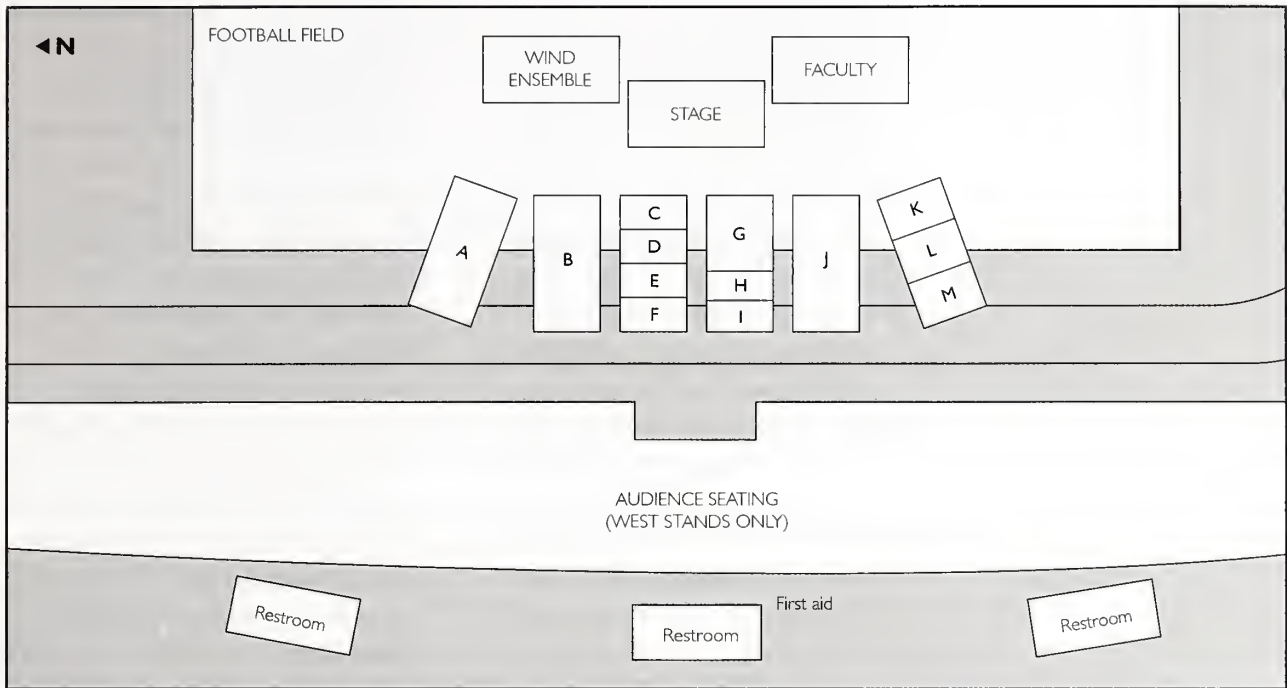 N
FOOTBALL FIELD
WIND
ENSEMBLE
STAGE
FACULTY
A
B
C
D
E
F
G
H
I
J
K
L
M
AUDIENCE SEATING
(WEST STANDS ONLY)
Restroom
Restroom
First aid
Restroom